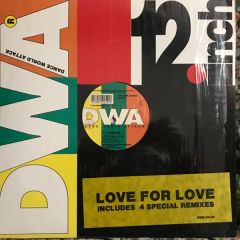 R
DWA
DANCE WORLD ATTACK
12.inch
DWA
LOVE FOR LOVE
INCLUDES 4 SPECIAL REMIXES